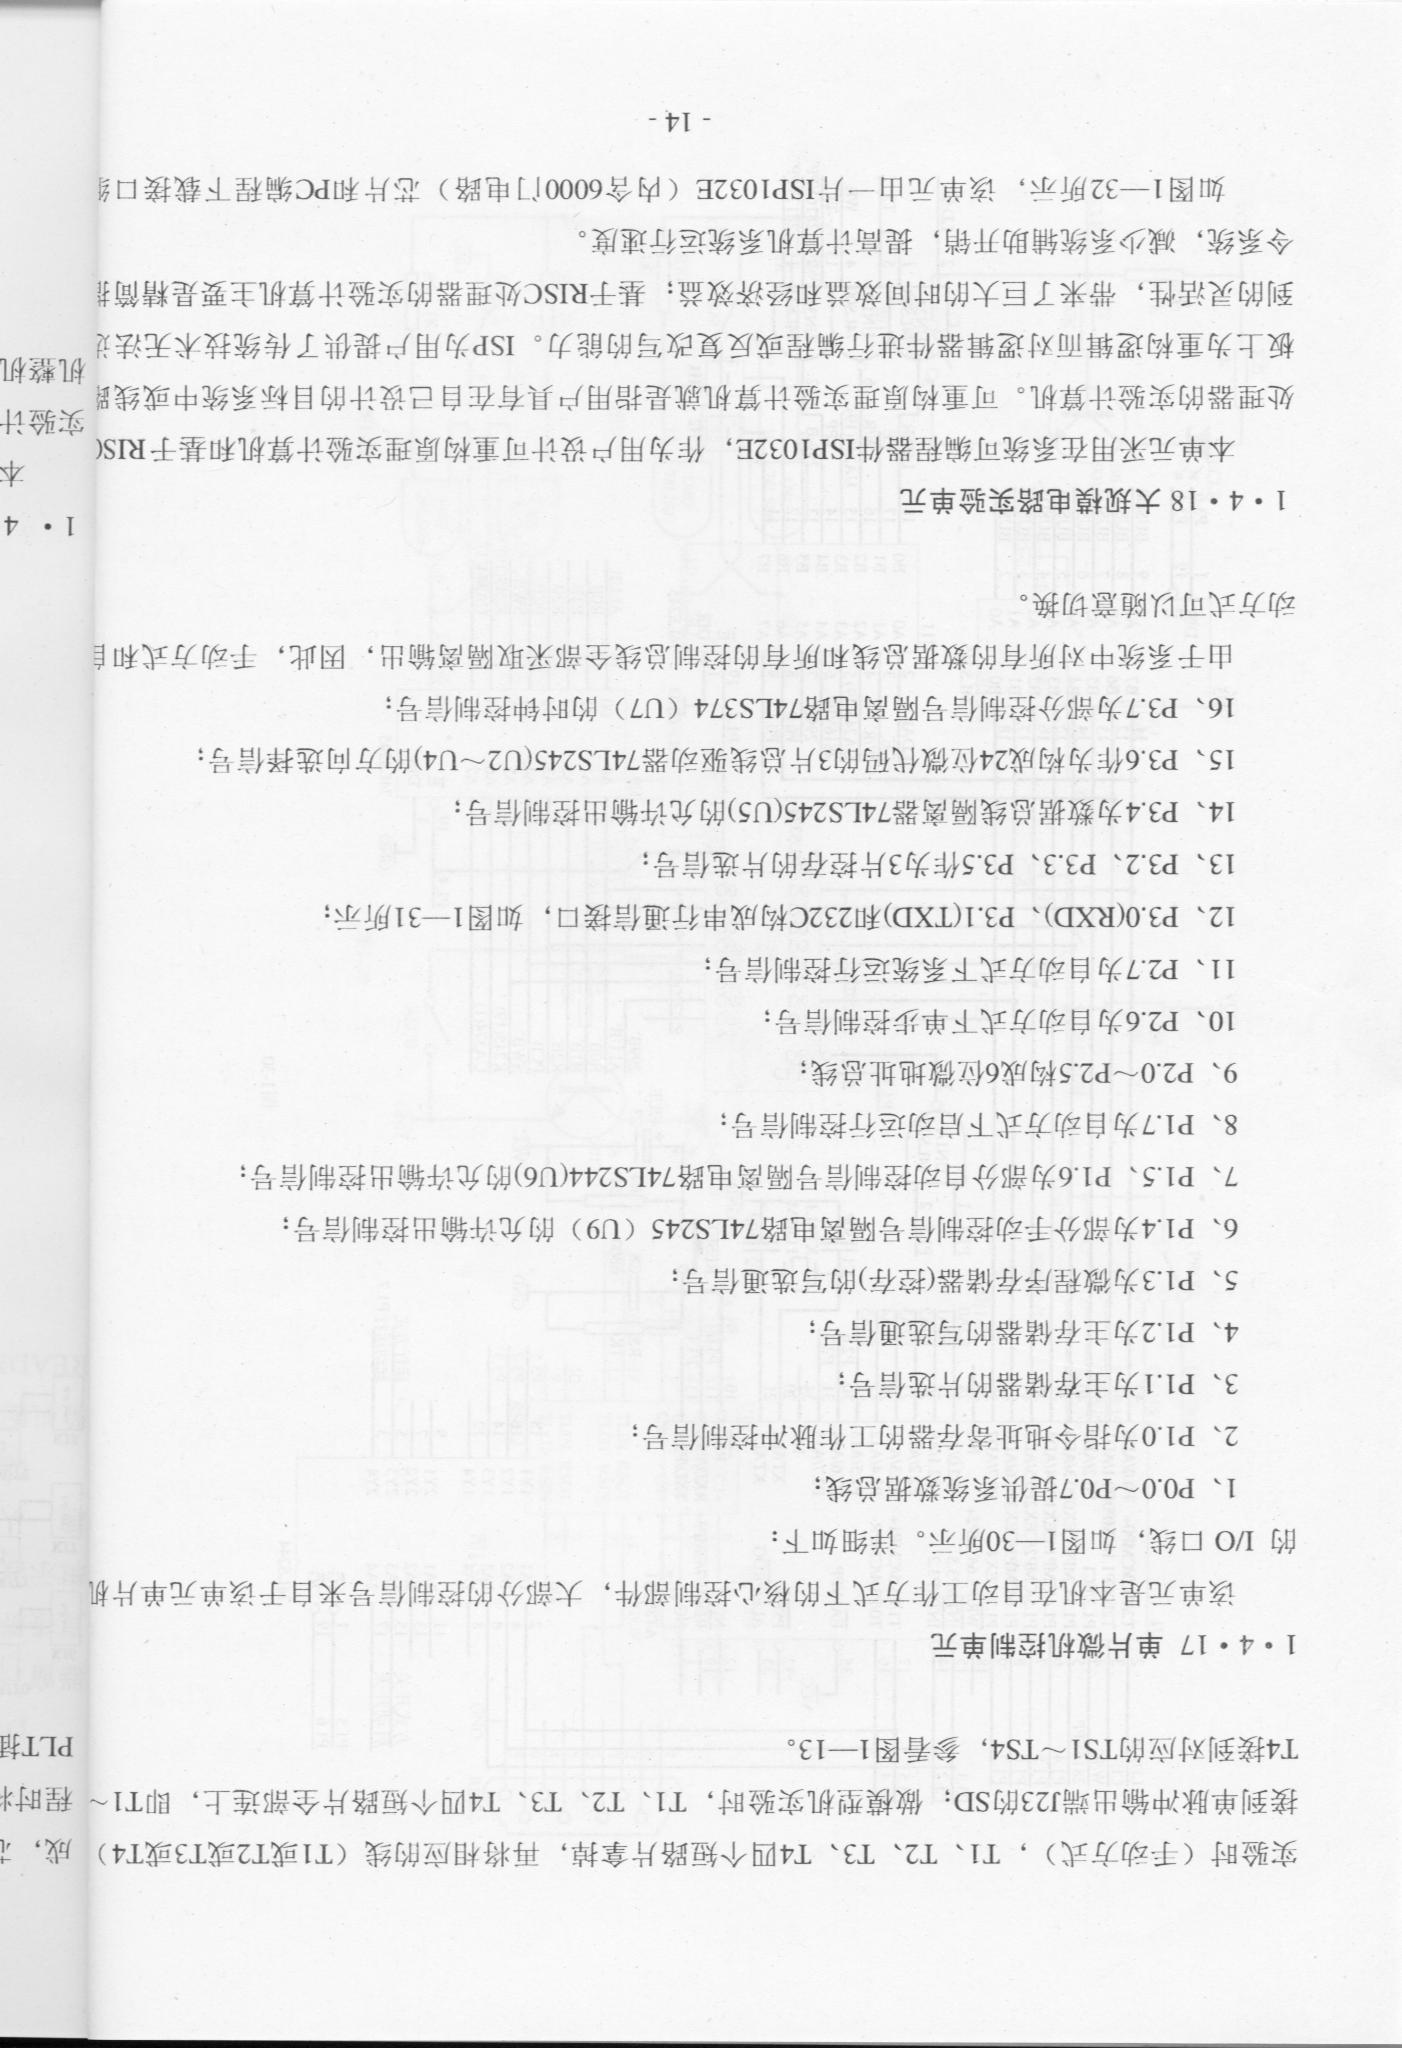 实验时（手动方式），T1、T2、T3、T4四个短路片拿掉，再将相应的线（T1或T2或T3或T4）
接到单脉冲输出端J23的SD；做模型机实验时，T1、T2、T3、T4四个短路片全部连上，即T1～
T4接到对应的TS1～TS4，参看图1—13。
1·4·17 单片微机控制单元
该单元是本机在自动工作方式下的核心控制部件，大部分的控制信号来自于该单元单片机
的 I/O 口线，如图1—30所示。详细如下：
1、P0.0～P0.7提供系统数据总线；
2、P1.0为指令地址寄存器的工作脉冲控制信号；
3、P1.1为主存储器的片选信号；
4、P1.2为主存储器的写选通信号；
5、P1.3为微程序存储器(控存)的写选通信号；
6、P1.4为部分手动控制信号隔离电路74LS245（U9）的允许输出控制信号；
7、P1.5、P1.6为部分自动控制信号隔离电路74LS244(U6)的允许输出控制信号；
8、P1.7为自动方式下启动运行控制信号；
9、P2.0～P2.5构成6位微地址总线；
10、P2.6为自动方式下单步控制信号；
11、P2.7为自动方式下系统运行控制信号；
12、P3.0(RXD)、P3.1(TXD)和232C构成串行通信接口，如图1—31所示；
13、P3.2、P3.3、P3.5作为3片控存的片选信号；
14、P3.4为数据总线隔离器74LS245(U5)的允许输出控制信号；
15、P3.6作为构成24位微代码的3片总线驱动器74LS245(U2～U4)的方向选择信号；
16、P3.7为部分控制信号隔离电路74LS374（U7）的时钟控制信号；
由于系统中对所有的数据总线和所有的控制总线全部采取隔离输出，因此，手动方式和自
动方式可以随意切换。
1·4·18 大规模电路实验单元
本单元采用在系统可编程器件ISP1032E，作为用户设计可重构原理实验计算机和基于RISC
处理器的实验计算机。可重构原理实验计算机就是指用户具有在自己设计的目标系统中或线路
板上为重构逻辑而对逻辑器件进行编程或反复改写的能力。ISP为用户提供了传统技术无法达
到的灵活性，带来了巨大的时间效益和经济效益；基于RISC处理器的实验计算机主要是精简指
令系统，减少系统辅助开销，提高计算机系统运行速度。
如图1—32所示，该单元由一片ISP1032E（内含6000门电路）芯片和PC编程下载接口
- 14 -
成，
程时
PLT插
1·4
本
实验计
机整机